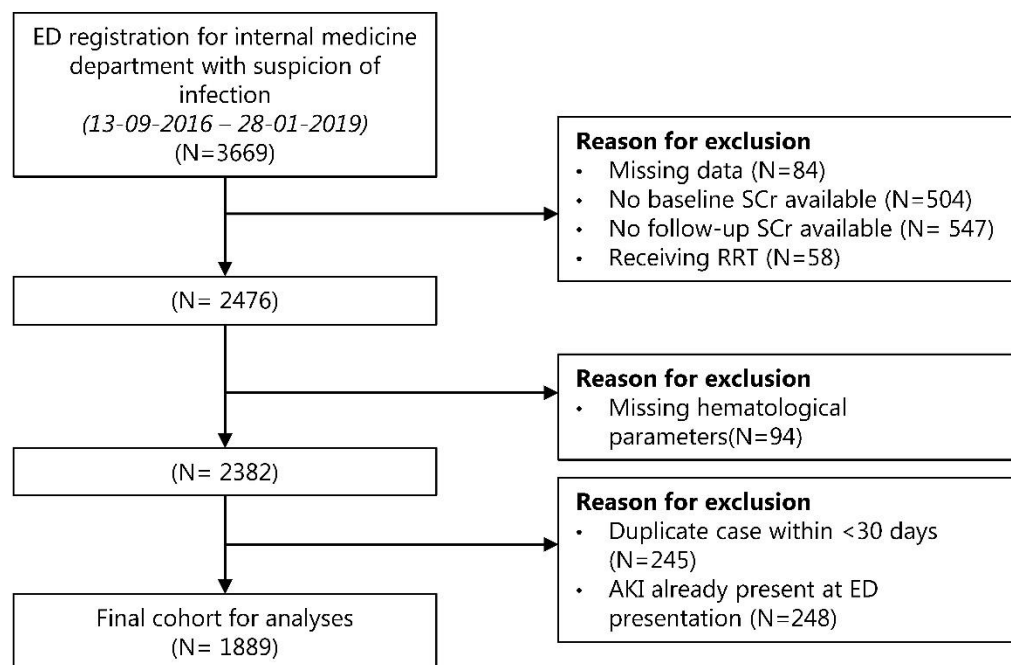 ED registration for internal medicine
department with suspicion of
infection
(13-09-2016 – 28-01-2019)
(N=3669)
Reason for exclusion
• Missing data (N=84)
• No baseline SCr available (N=504)
• No follow-up SCr available (N= 547)
• Receiving RRT (N=58)
(N= 2476)
Reason for exclusion
• Missing hematological
parameters(N=94)
(N= 2382)
Reason for exclusion
• Duplicate case within <30 days
(N=245)
• AKI already present at ED
presentation (N=248)
Final cohort for analyses
(N= 1889)